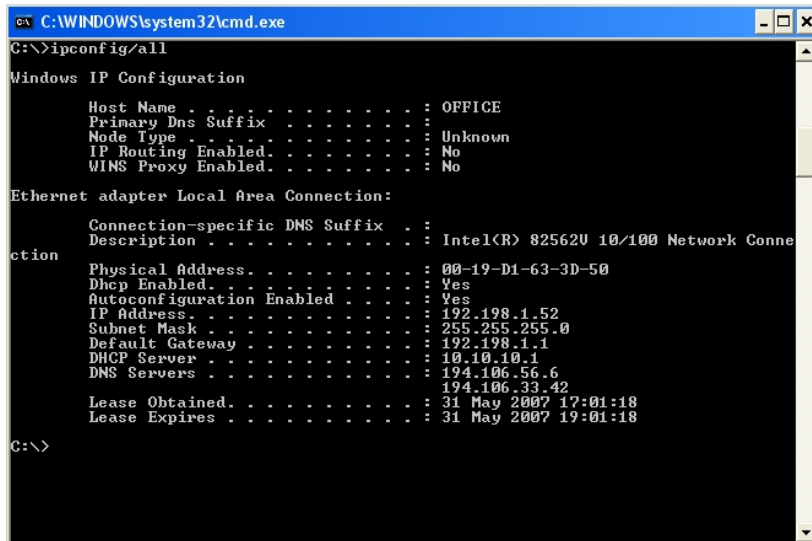 C:\WINDOWS\system32\cmd.exe
C:\>ipconfig/all
Windows IP Configuration
Host Name . . . . . . . . . . . . : OFFICE
Primary Dns Suffix . . . . . . . :
Node Type . . . . . . . . . . . . : Unknown
IP Routing Enabled. . . . . . . . : No
WINS Proxy Enabled. . . . . . . . : No
Ethernet adapter Local Area Connection:
Connection-specific DNS Suffix . :
Description . . . . . . . . . . . : Intel(R) 82562V 10/100 Network Conne
ction
Physical Address. . . . . . . . . : 00-19-D1-63-3D-50
Dhcp Enabled. . . . . . . . . . . : Yes
Autoconfiguration Enabled . . . . : Yes
IP Address. . . . . . . . . . . . : 192.198.1.52
Subnet Mask . . . . . . . . . . . : 255.255.255.0
Default Gateway . . . . . . . . . : 192.198.1.1
DHCP Server . . . . . . . . . . . : 10.10.10.1
DNS Servers . . . . . . . . . . . : 194.106.56.6
194.106.33.42
Lease Obtained. . . . . . . . . . : 31 May 2007 17:01:18
Lease Expires . . . . . . . . . . : 31 May 2007 19:01:18
C:\>